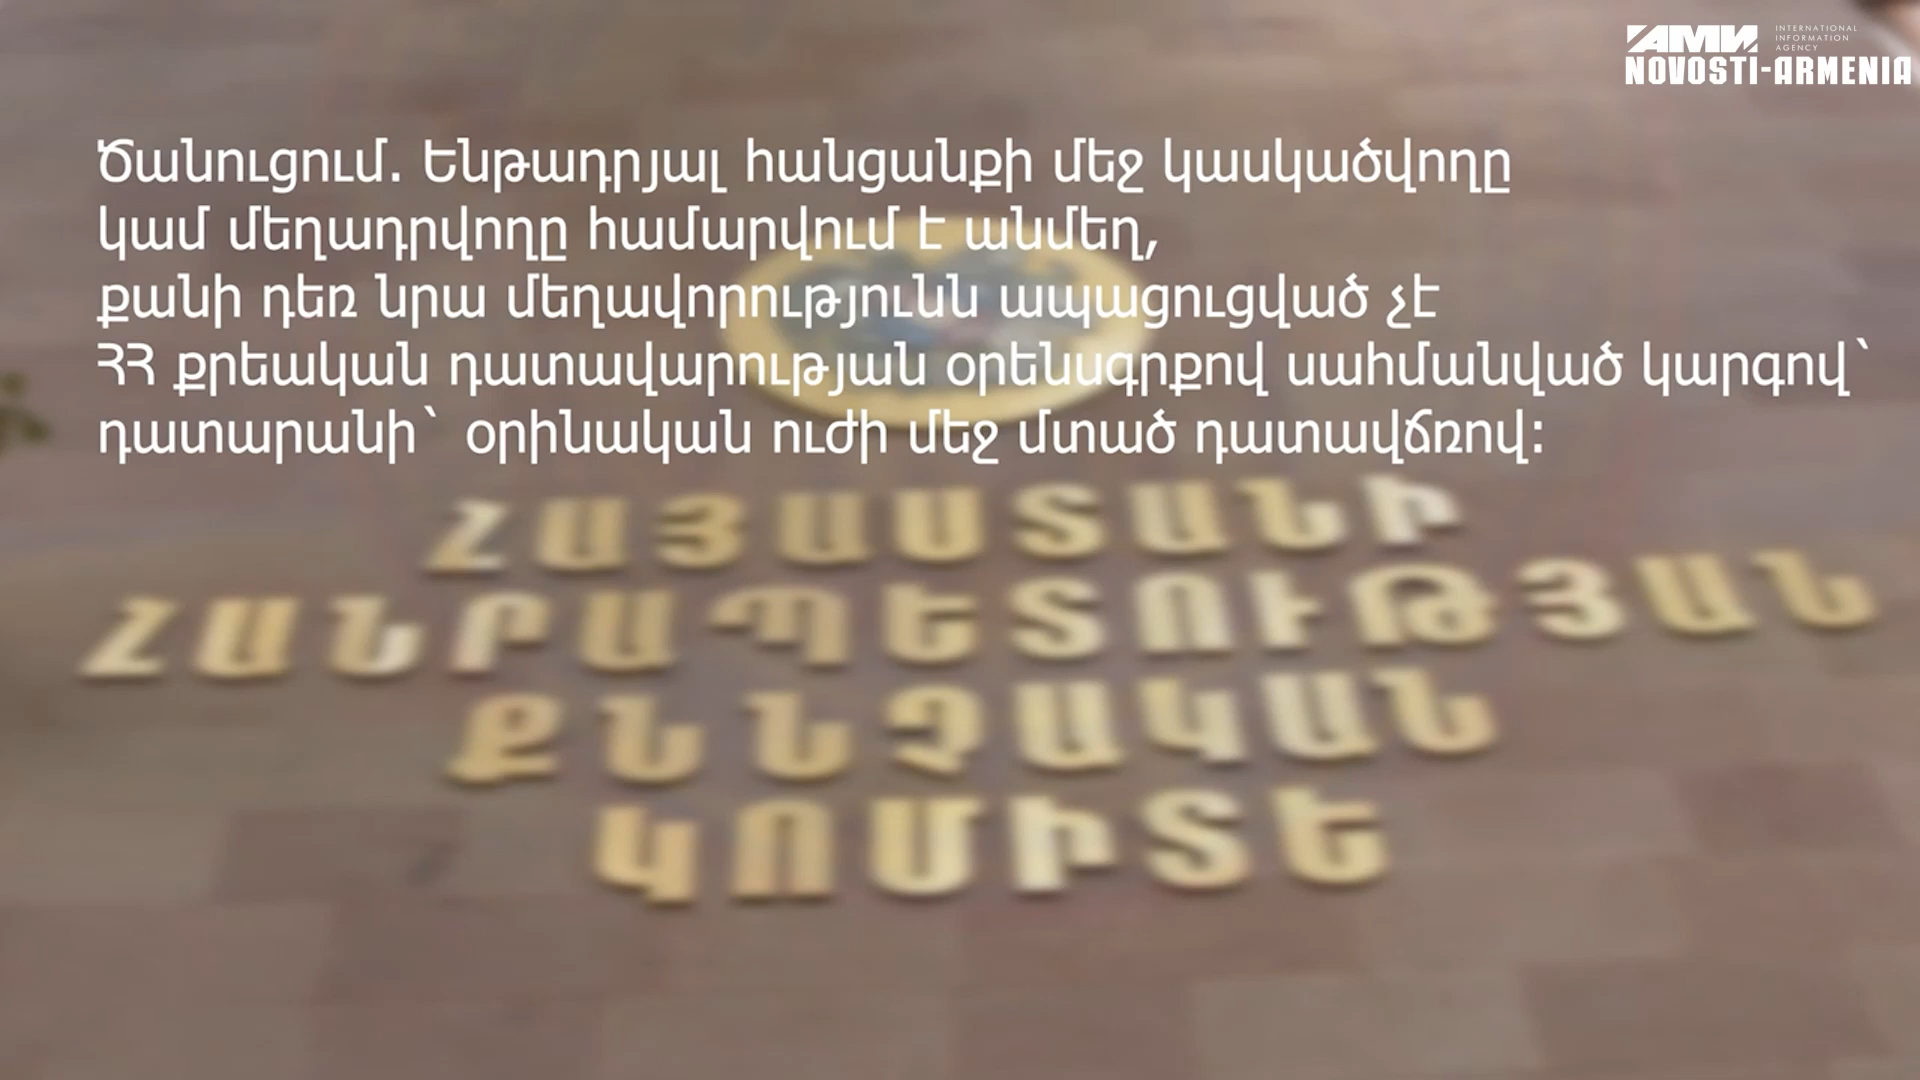 ԱՄՌ INTERNATIONAL
INFORMATION
AGENCY
NOVOSTI-ARMENIA
Ծանուցում. Ենթադրյալ հանցանքի մեջ կասկածվողը
կամ մեղադրվողը համարվում է անմեղ,
քանի դեռ նրա մեղավորությունն ապացուցված չէ
ՀՀ քրեական դատավարության օրենսգրքով սահմանված կարգով՝
դատարանի՝ օրինական ուժի մեջ մտած դատավճռով:
ՀԱՅԱՍՏԱՆԻ
ՀԱՆՐԱՊԵՏՈՒԹՅԱՆ
ՔՆՆՉԱԿԱՆ
ԿՈՄԻՏԵ